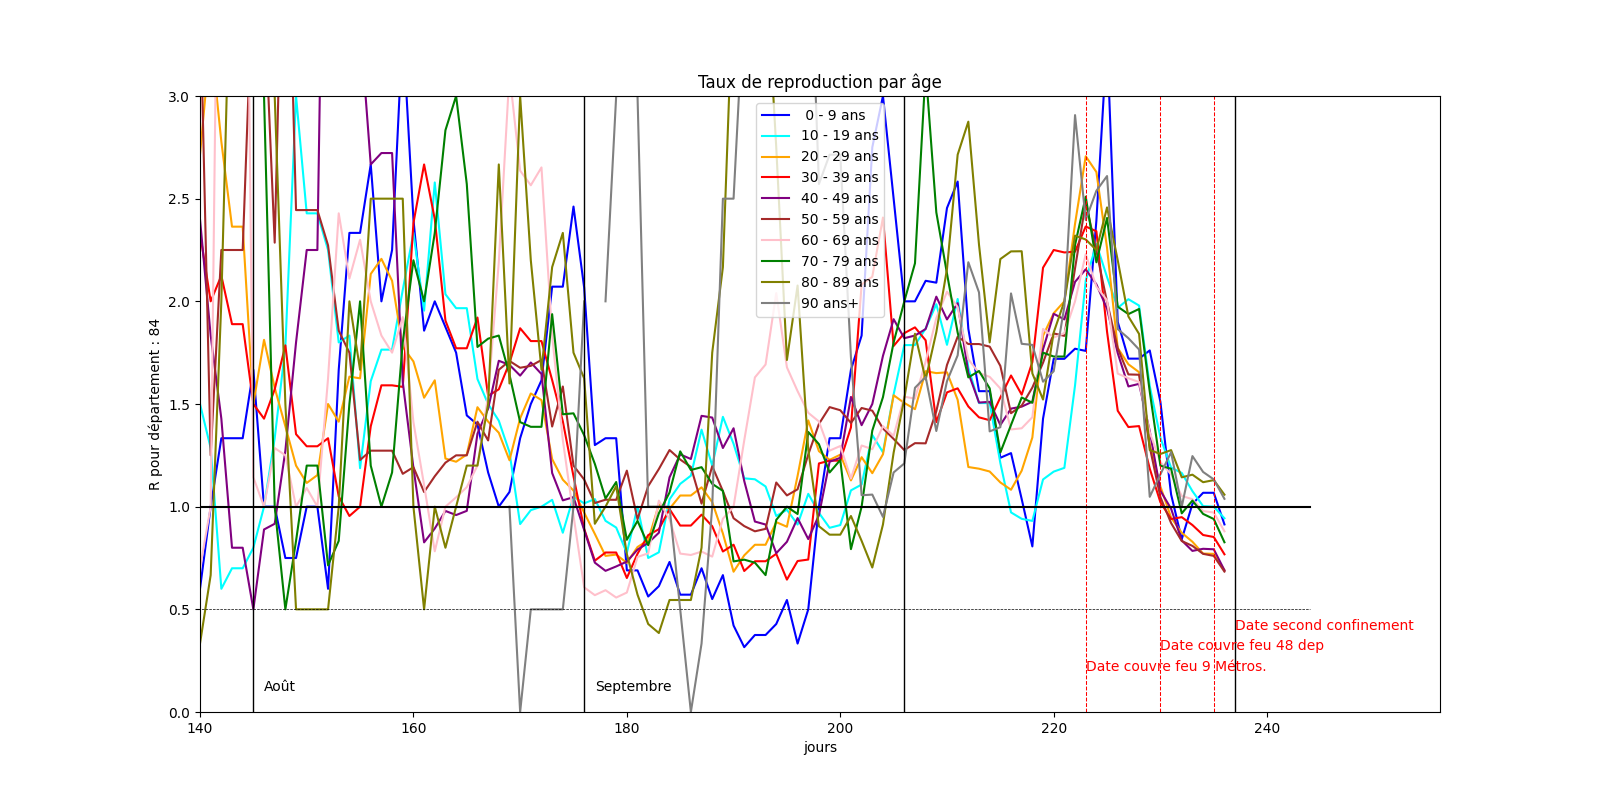 Taux de reproduction par âge
R pour département : 84
3.0
2.5
2.0
1.5
1.0
0.5
0.0
0 - 9 ans
10 - 19 ans
20 - 29 ans
30 - 39 ans
40 - 49 ans
50 - 59 ans
60 - 69 ans
70 - 79 ans
80 - 89 ans
90 ans+
Date second confinement
Date couvre feu 48 dep
Date couvre feu 9 Métros.
Août
Septembre
140
160
180
200
220
240
jours